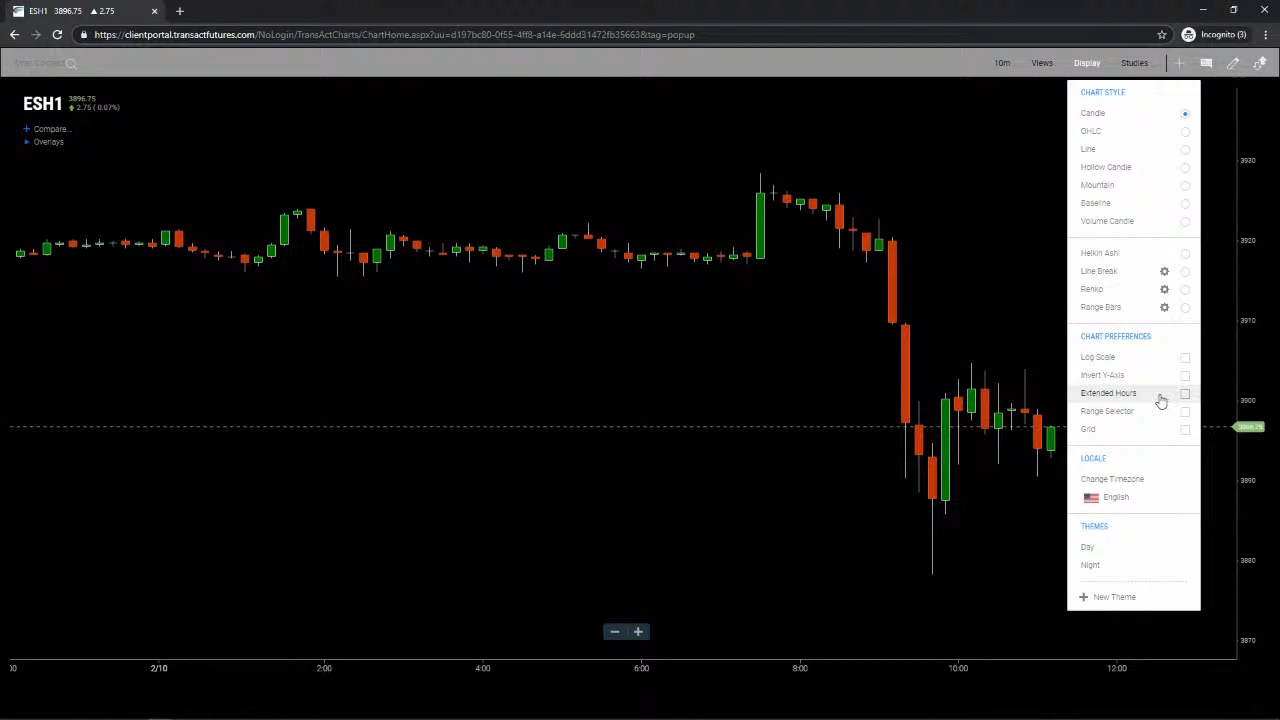 ESH1 3896.75 ▲ 2.75
https://clientportal.transactfutures.com/NoLogin/TransActCharts/ChartHome.aspx?uu=d197bc80-0f55-4ff8-a14e-6ddd31472fb35663&tag=popup
Incognito (3)
10m Views Display Studies
ESH1 3896.75
2.75 ( 0.07%)
+ Compare...
Overlays
CHART STYLE
Candle
OHLC
Line
Hollow Candle
Mountain
Baseline
Volume Candle
Heikin Ashi
Line Break
Renko
Range Bars
CHART PREFERENCES
Log Scale
Invert Y-Axis
Extended Hours
Range Selector
Grid
LOCALE
Change Timezone
English
THEMES
Day
Night
+ New Theme
3930
3920
3910
3900
3896.75
3890
3880
3870
2/10 2:00 4:00 6:00 8:00 10:00 12:00